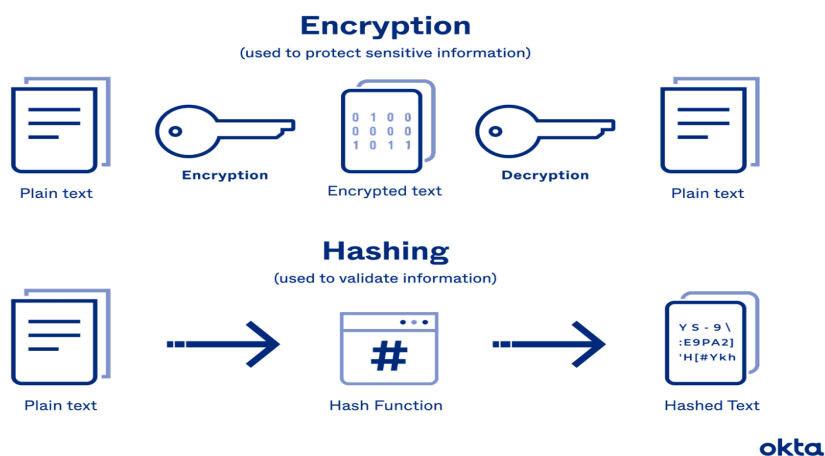 Encryption
(used to protect sensitive information)
0 1 0 0
0 0 0 0
1 0 1 1
Encryption
Decryption
Plain text
Encrypted text
Plain text
Hashing
(used to validate information)
#
Y S - 9 \
:E9PA2]
'H[#Ykh
Plain text
Hash Function
Hashed Text
okta